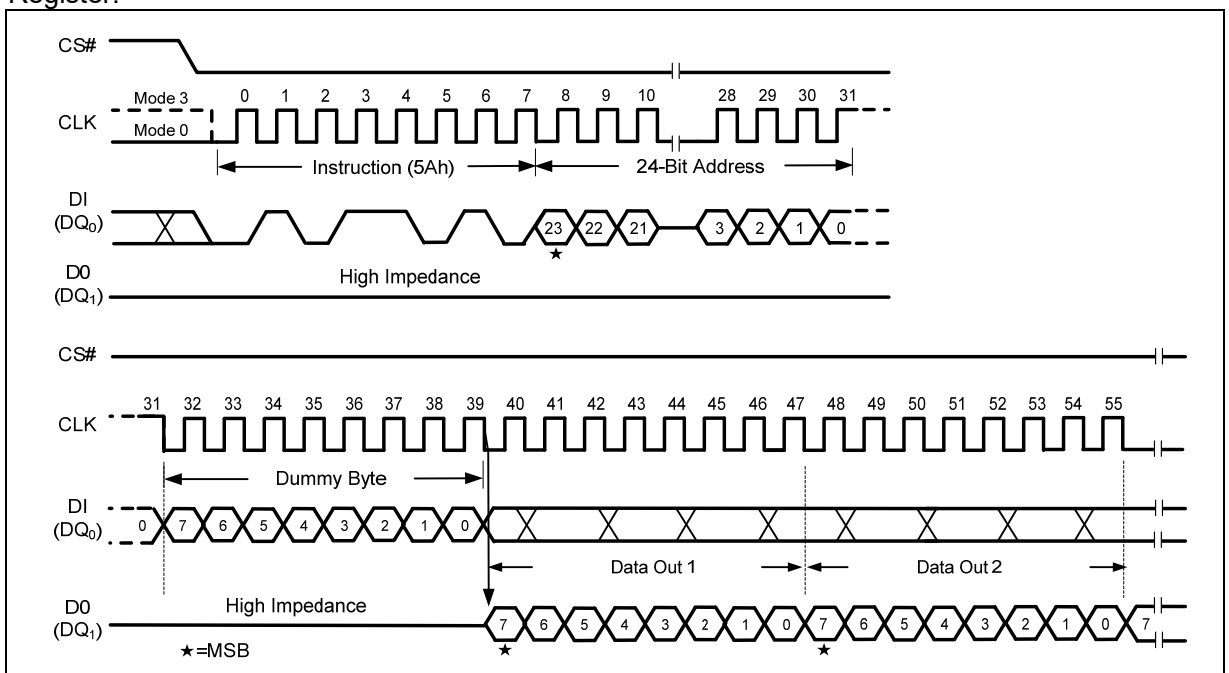 Register.
CS#
Mode 3
0 1 2 3 4 5 6 7 8 9 10 28 29 30 31
CLK
Mode 0
Instruction (5Ah) 24-Bit Address
DI
(DQ0)
23 22 21 3 2 1 0
★
D0
(DQ1)
High Impedance
CS#
31 32 33 34 35 36 37 38 39 40 41 42 43 44 45 46 47 48 49 50 51 52 53 54 55
CLK
Dummy Byte
DI
(DQ0)
0 7 6 5 4 3 2 1 0
Data Out 1 Data Out 2
D0
(DQ1)
High Impedance
7 6 5 4 3 2 1 0 7 6 5 4 3 2 1 0 7
★ ★
★=MSB